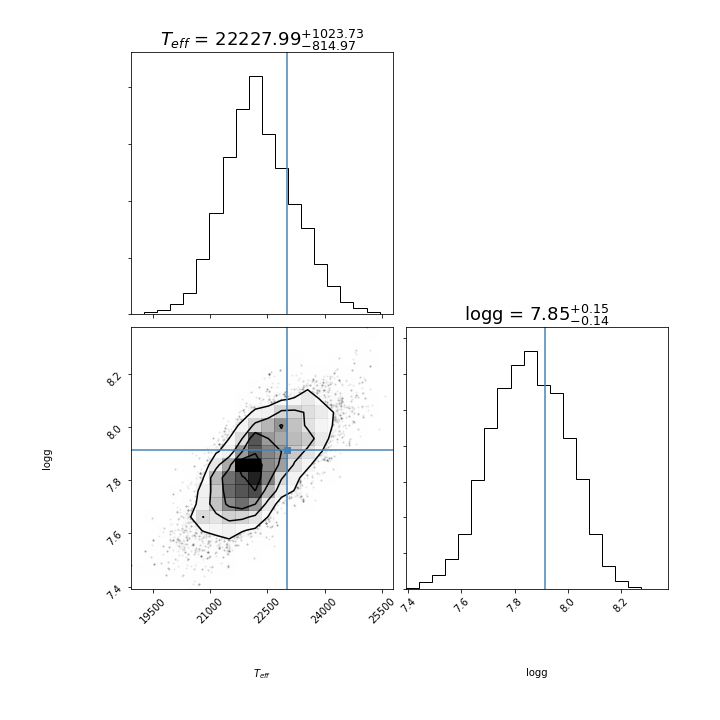 T_eff = 22227.99 +1023.73 −814.97
logg = 7.85 +0.15 −0.14
8.2
8.0
logg
7.8
7.6
7.4
19500 21000 22500 24000 25500
7.4 7.6 7.8 8.0 8.2
T_eff
logg